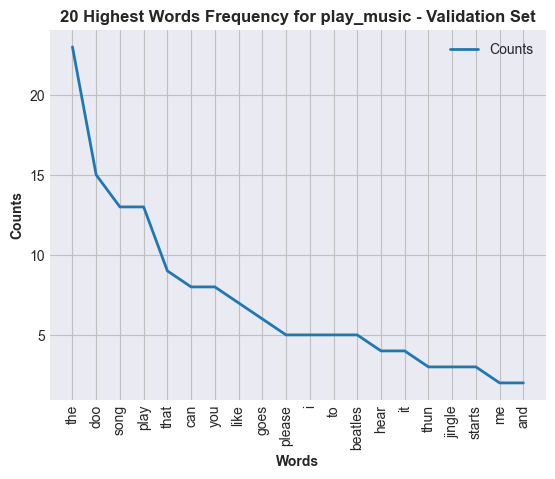 20 Highest Words Frequency for play_music - Validation Set
Counts
Counts
20
15
10
5
the
doo
song
play
that
can
you
like
goes
please
i
to
beatles
hear
it
thun
jingle
starts
me
and
Words